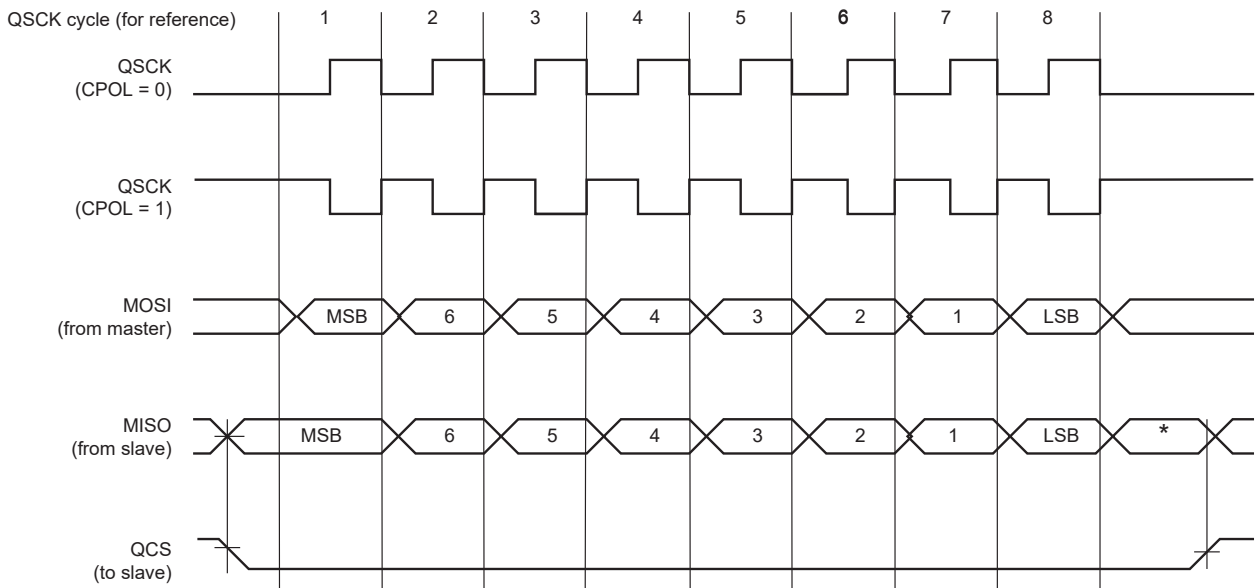 QSCK cycle (for reference) 1 2 3 4 5 6 7 8
QSCK
(CPOL = 0)
QSCK
(CPOL = 1)
MOSI
(from master)
MSB 6 5 4 3 2 1 LSB
MISO
(from slave)
MSB 6 5 4 3 2 1 LSB *
QCS
(to slave)